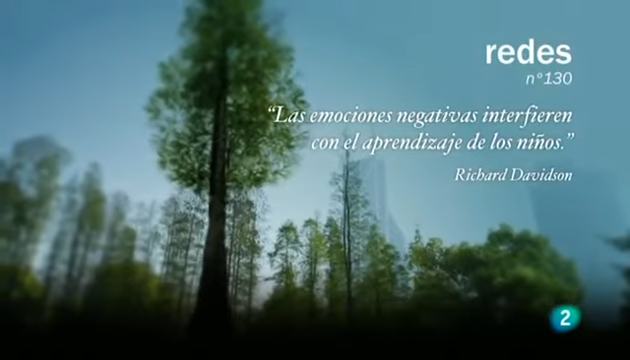 redes
nº130
“Las emociones negativas interfieren
con el aprendizaje de los niños.”
Richard Davidson
2